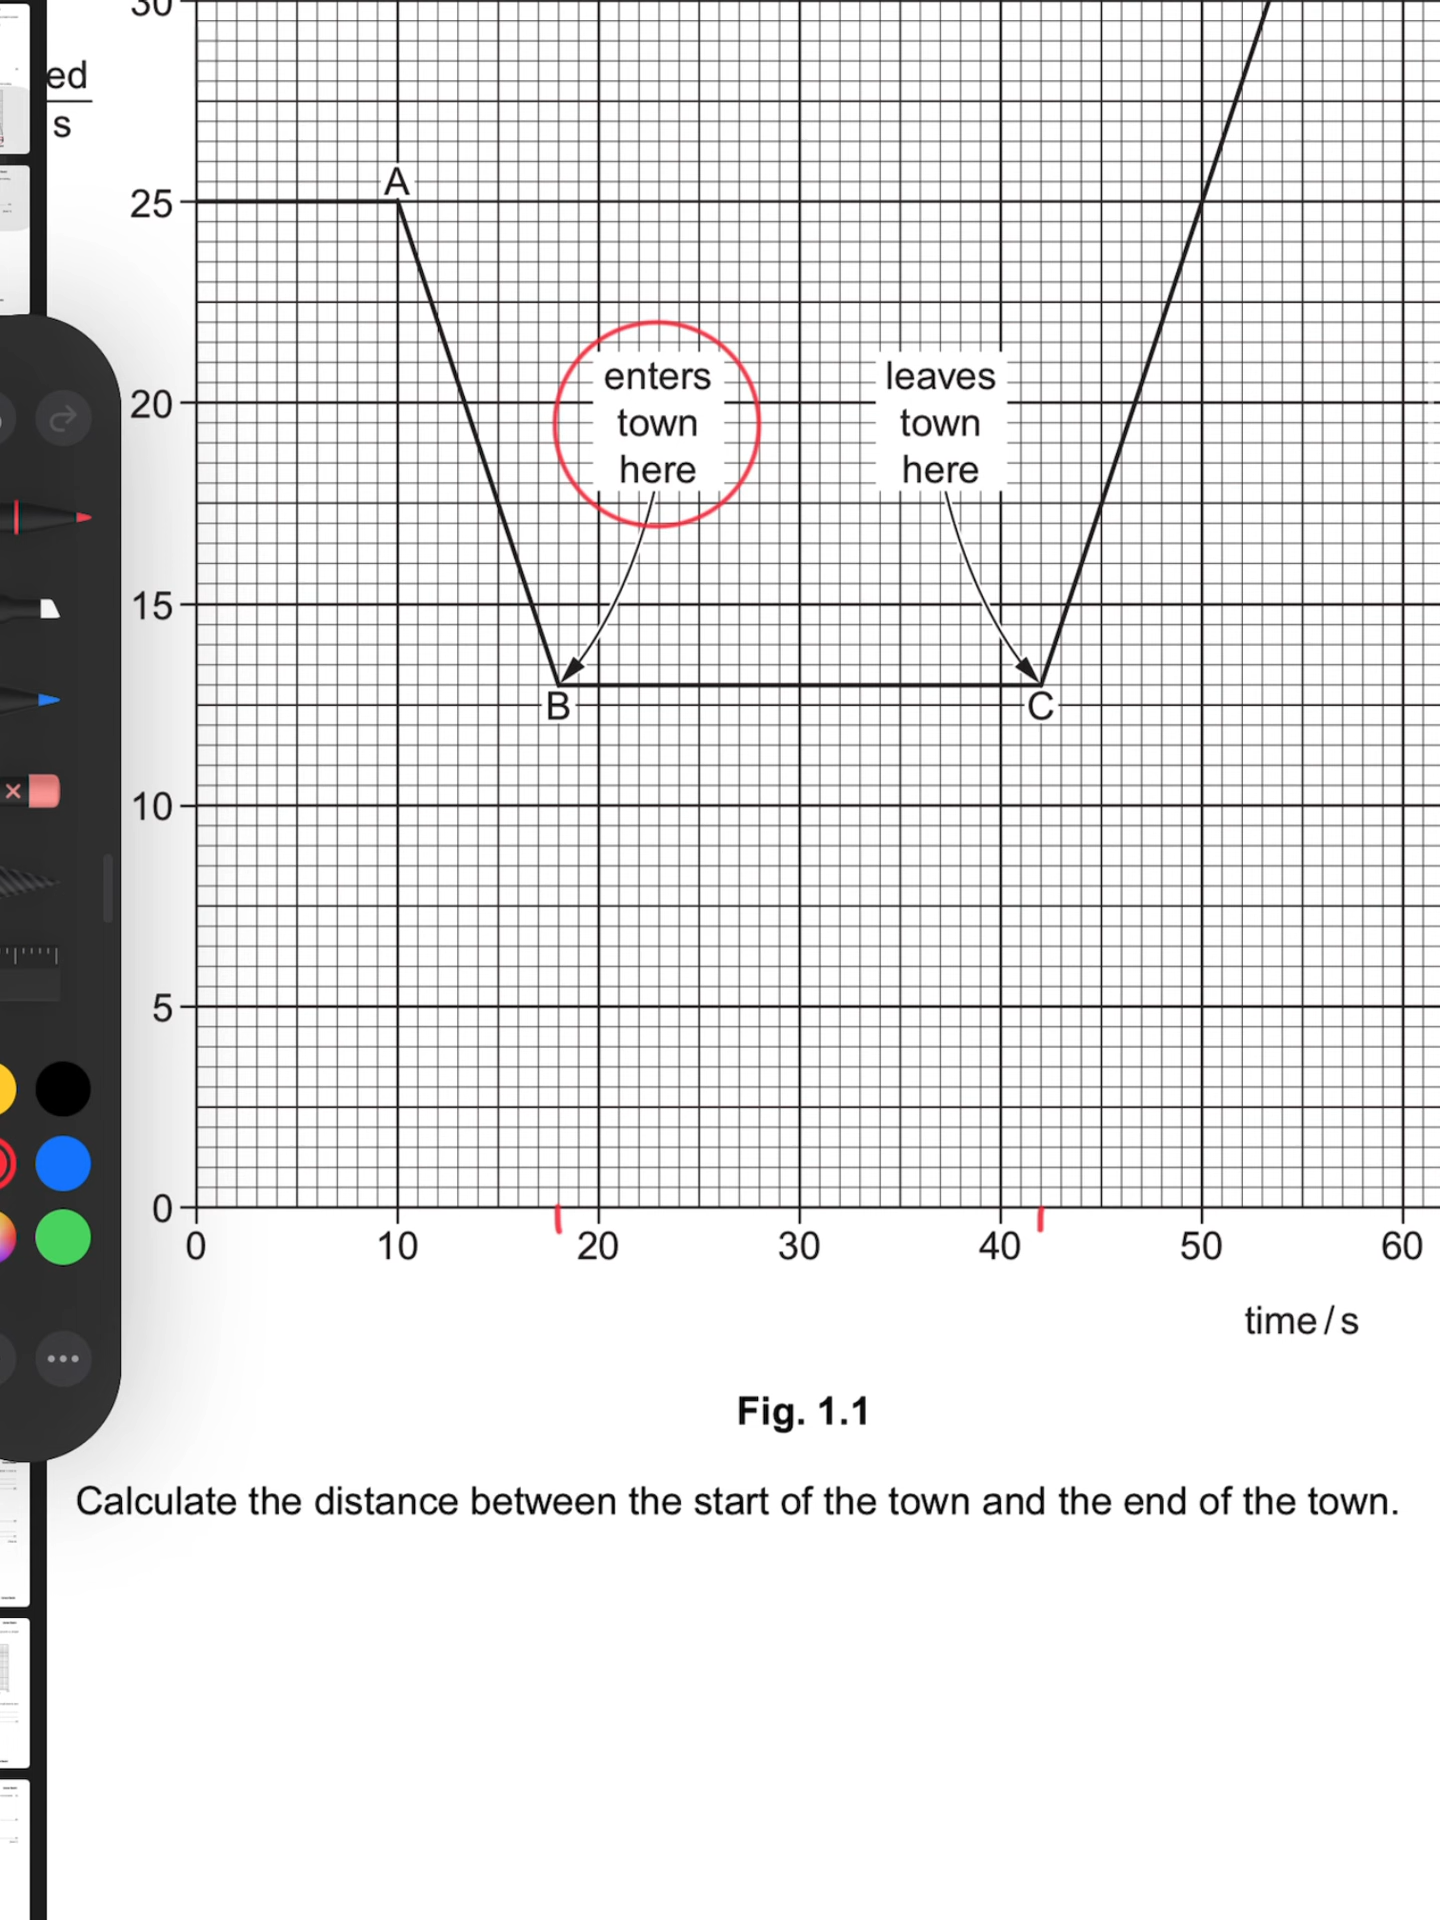 30
ed
s
A
25
enters
town
here
leaves
town
here
20
15
B
C
10
5
0
0 10 20 30 40 50 60
time / s
Fig. 1.1
Calculate the distance between the start of the town and the end of the town.